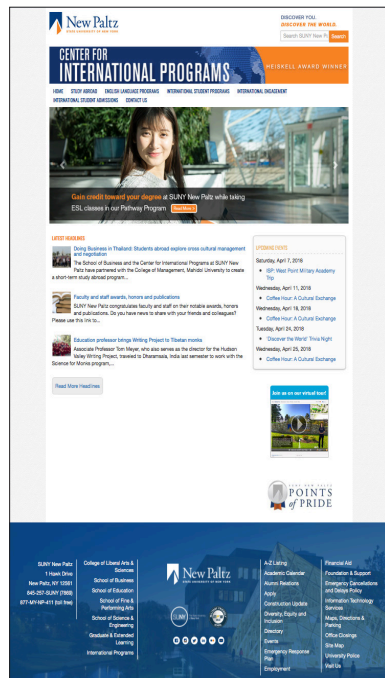 New Paltz
STATE UNIVERSITY OF NEW YORK
DISCOVER YOU.
DISCOVER THE WORLD.
Search SUNY New P
Search
CENTER FOR
INTERNATIONAL PROGRAMS
HEISKELL AWARD WINNER
HOME STUDY ABROAD ENGLISH LANGUAGE PROGRAMS INTERNATIONAL STUDENT PROGRAMS INTERNATIONAL ENGAGEMENT
INTERNATIONAL STUDENT ADMISSIONS CONTACT US
Gain credit toward your degree at SUNY New Paltz while taking
ESL classes in our Pathway Program Read More >
LATEST HEADLINES
Doing Business in Thailand: Students abroad explore cross cultural management
and negotiation
The School of Business and the Center for International Programs at SUNY
New Paltz have partnered with the College of Management, Mahidol University to create
a short-term study abroad program...
Faculty and staff awards, honors and publications
SUNY New Paltz congratulates faculty and staff on their notable awards, honors
and publications. Do you have news to share with your friends and colleagues?
Please use this link to...
Education professor brings Writing Project to Tibetan monks
Associate Professor Tom Meyer, who also serves as the director for the Hudson
Valley Writing Project, traveled to Dharamsala, India last semester to work with the
Science for Monks program,...
Read More Headlines
UPCOMING EVENTS
Saturday, April 7, 2018
ISP: West Point Military Academy
Trip
Wednesday, April 11, 2018
Coffee Hour: A Cultural Exchange
Wednesday, April 18, 2018
Coffee Hour: A Cultural Exchange
Tuesday, April 24, 2018
"Discover the World" Trivia Night
Wednesday, April 25, 2018
Coffee Hour: A Cultural Exchange
Join us on our virtual tour!
SUNY NEW PALTZ
POINTS
of PRIDE
SUNY New Paltz
1 Hawk Drive
New Paltz, NY 12561
845-257-SUNY (7869)
877-MY-NP-411 (toll free)
College of Liberal Arts &
Sciences
School of Business
School of Education
School of Fine &
Performing Arts
School of Science &
Engineering
Graduate & Extended
Learning
International Programs
New Paltz
STATE UNIVERSITY OF NEW YORK
SUNY
A-Z Listing
Academic Calendar
Alumni Relations
Apply
Construction Update
Diversity, Equity and
Inclusion
Directory
Events
Emergency Response
Plan
Employment
Financial Aid
Foundation & Support
Emergency Cancellations
and Delays Policy
Information Technology
Services
Maps, Directions &
Parking
Office Closings
Site Map
University Police
Visit Us